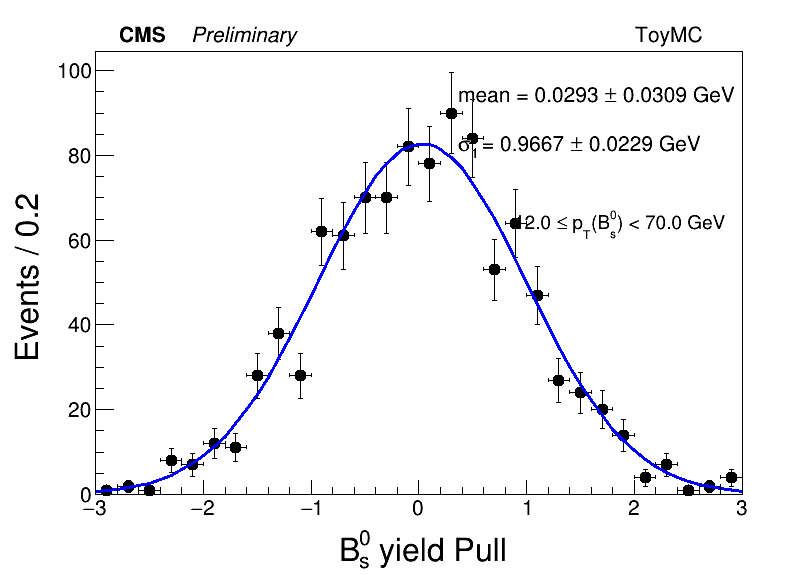 CMS Preliminary ToyMC
100
mean = 0.0293 ± 0.0309 GeV
80
σ₁ = 0.9667 ± 0.0229 GeV
60
12.0 ≤ p_T(B_s^0) < 70.0 GeV
40
20
0
−3 −2 −1 0 1 2 3
Events / 0.2
B_s^0 yield Pull